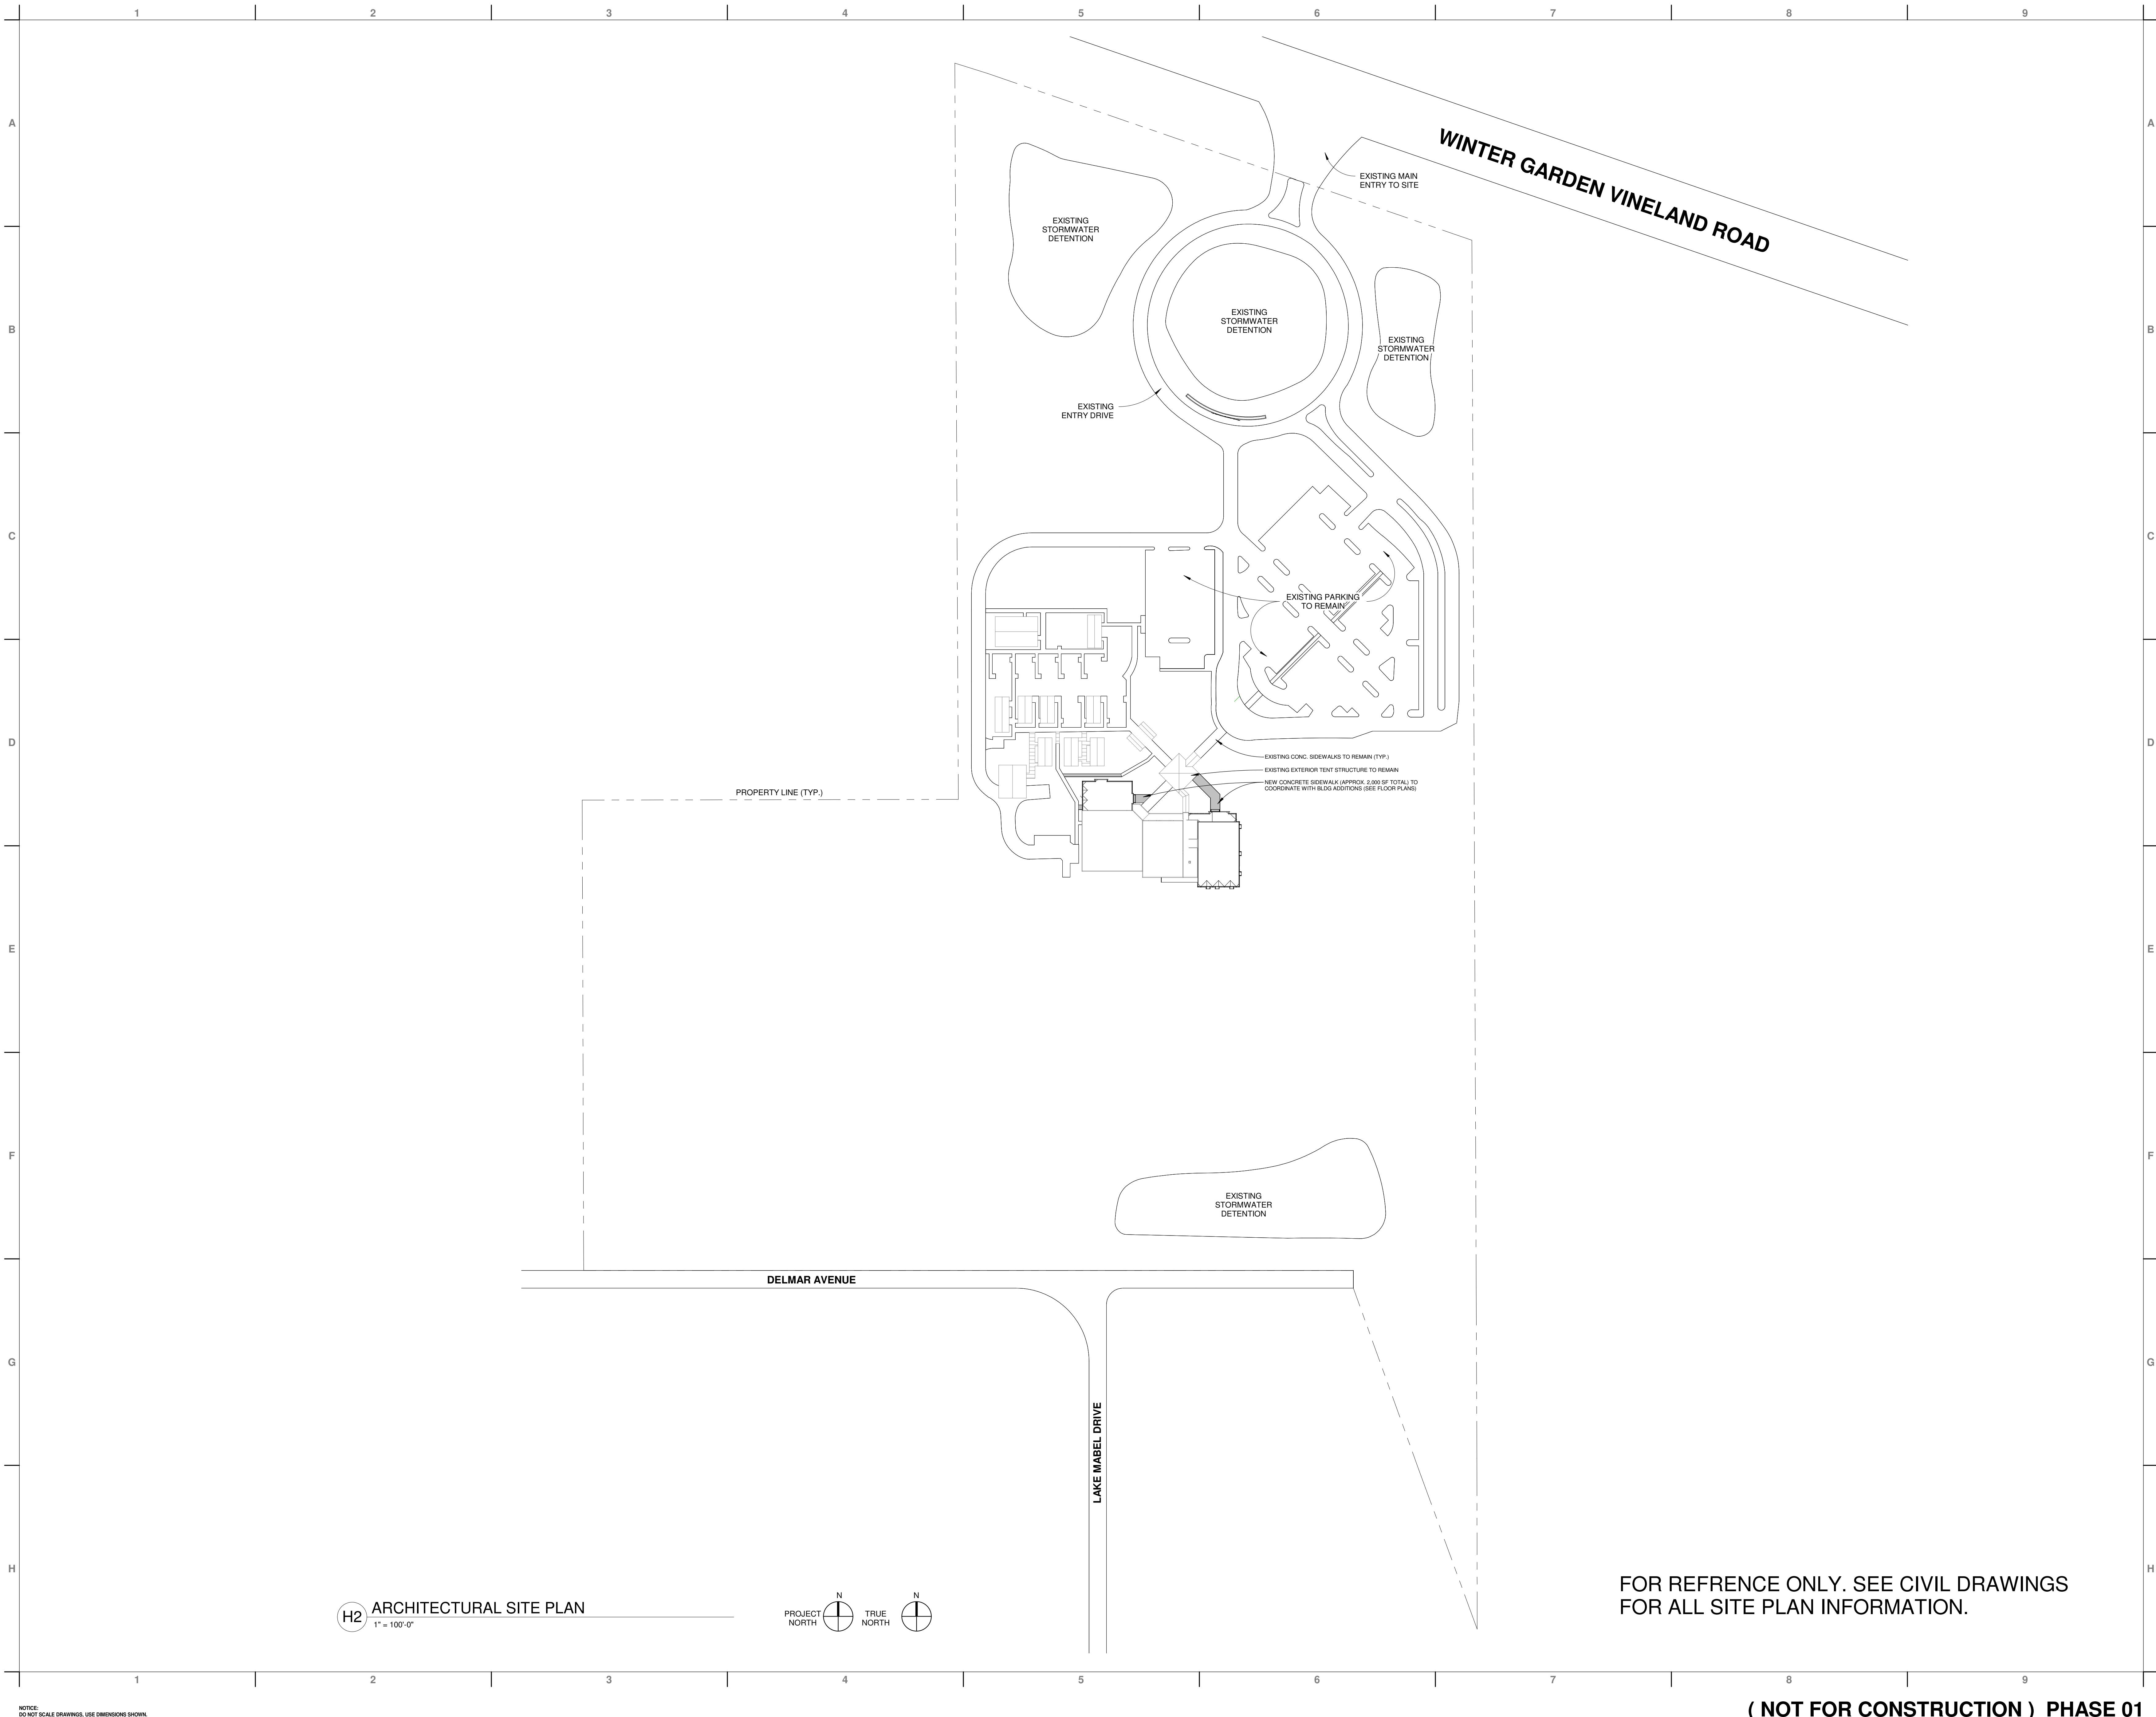 1 2 3 4 5 6 7 8 9
A A
WINTER GARDEN VINELAND ROAD
EXISTING MAIN
ENTRY TO SITE
EXISTING
STORMWATER
DETENTION
B B
EXISTING
STORMWATER
DETENTION
EXISTING
STORMWATER
DETENTION
EXISTING
ENTRY DRIVE
C C
EXISTING PARKING
TO REMAIN
D D
EXISTING CONC. SIDEWALKS TO REMAIN (TYP.)
EXISTING EXTERIOR TENT STRUCTURE TO REMAIN
NEW CONCRETE SIDEWALK (APPROX. 2,000 SF TOTAL) TO
COORDINATE WITH BLDG ADDITIONS (SEE FLOOR PLANS)
PROPERTY LINE (TYP.)
E E
F F
EXISTING
STORMWATER
DETENTION
DELMAR AVENUE
G G
LAKE MABEL DRIVE
H H
H2 ARCHITECTURAL SITE PLAN
1" = 100'-0"
N
PROJECT
NORTH
N
TRUE
NORTH
FOR REFRENCE ONLY. SEE CIVIL DRAWINGS
FOR ALL SITE PLAN INFORMATION.
1 2 3 4 5 6 7 8 9
NOTICE:
DO NOT SCALE DRAWINGS, USE DIMENSIONS SHOWN.
( NOT FOR CONSTRUCTION ) PHASE 01